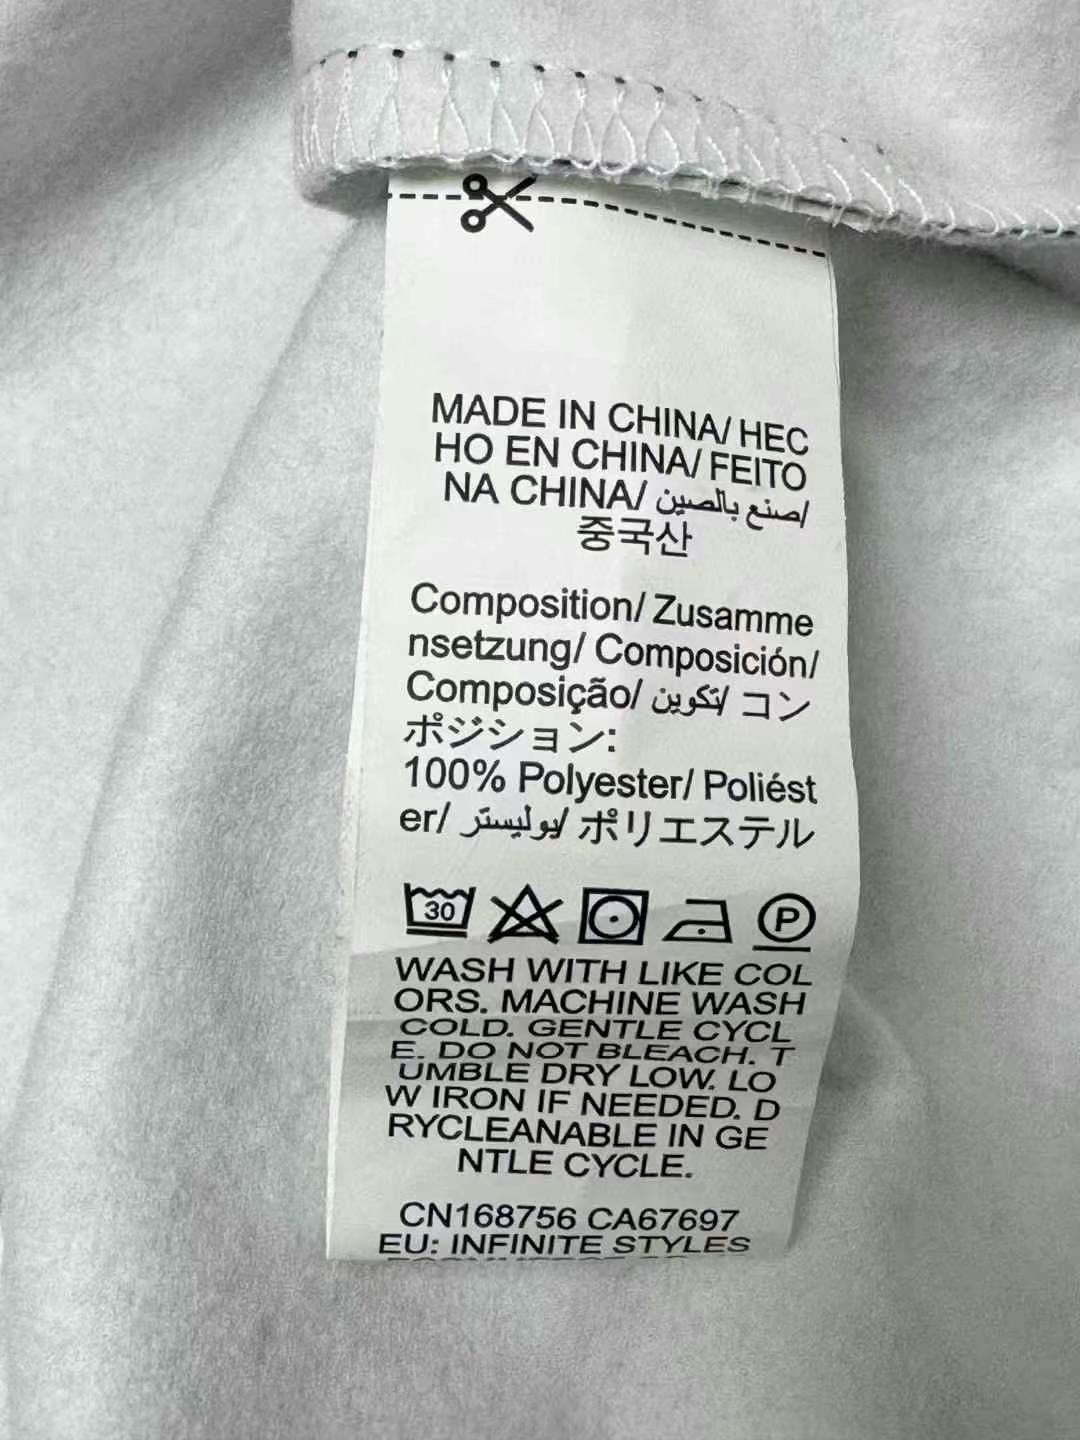 MADE IN CHINA/ HEC
HO EN CHINA/ FEITO
NA CHINA/ صنع بالصين/
중국산
Composition/ Zusamme
nsetzung/ Composición/
Composição/ تكوين/ コン
ポジション:
100% Polyester/ Poliést
er/ بوليستر/ ポリエステル
30 P
WASH WITH LIKE COL
ORS. MACHINE WASH
COLD. GENTLE CYCL
E. DO NOT BLEACH. T
UMBLE DRY LOW. LO
W IRON IF NEEDED. D
RYCLEANABLE IN GE
NTLE CYCLE.
CN168756 CA67697
EU: INFINITE STYLES